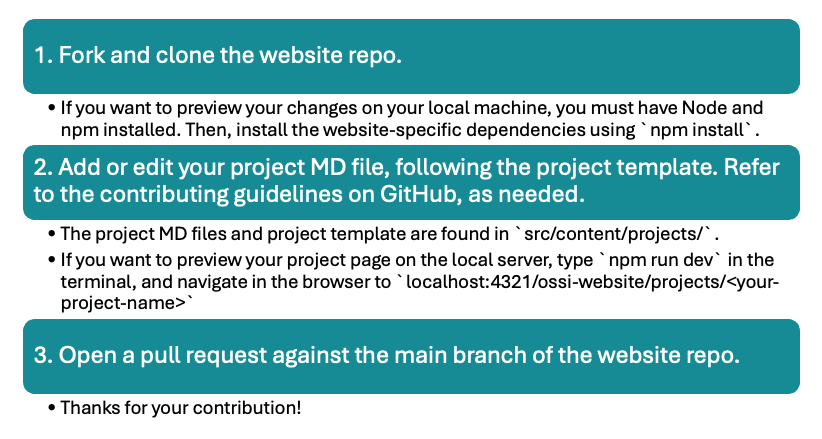 1. Fork and clone the website repo.
• If you want to preview your changes on your local machine, you must have Node and
npm installed. Then, install the website-specific dependencies using `npm install`.
2. Add or edit your project MD file, following the project template. Refer
to the contributing guidelines on GitHub, as needed.
• The project MD files and project template are found in `src/content/projects/`.
• If you want to preview your project page on the local server, type `npm run dev` in the
terminal, and navigate in the browser to `localhost:4321/ossi-website/projects/<your-
project-name>`
3. Open a pull request against the main branch of the website repo.
• Thanks for your contribution!